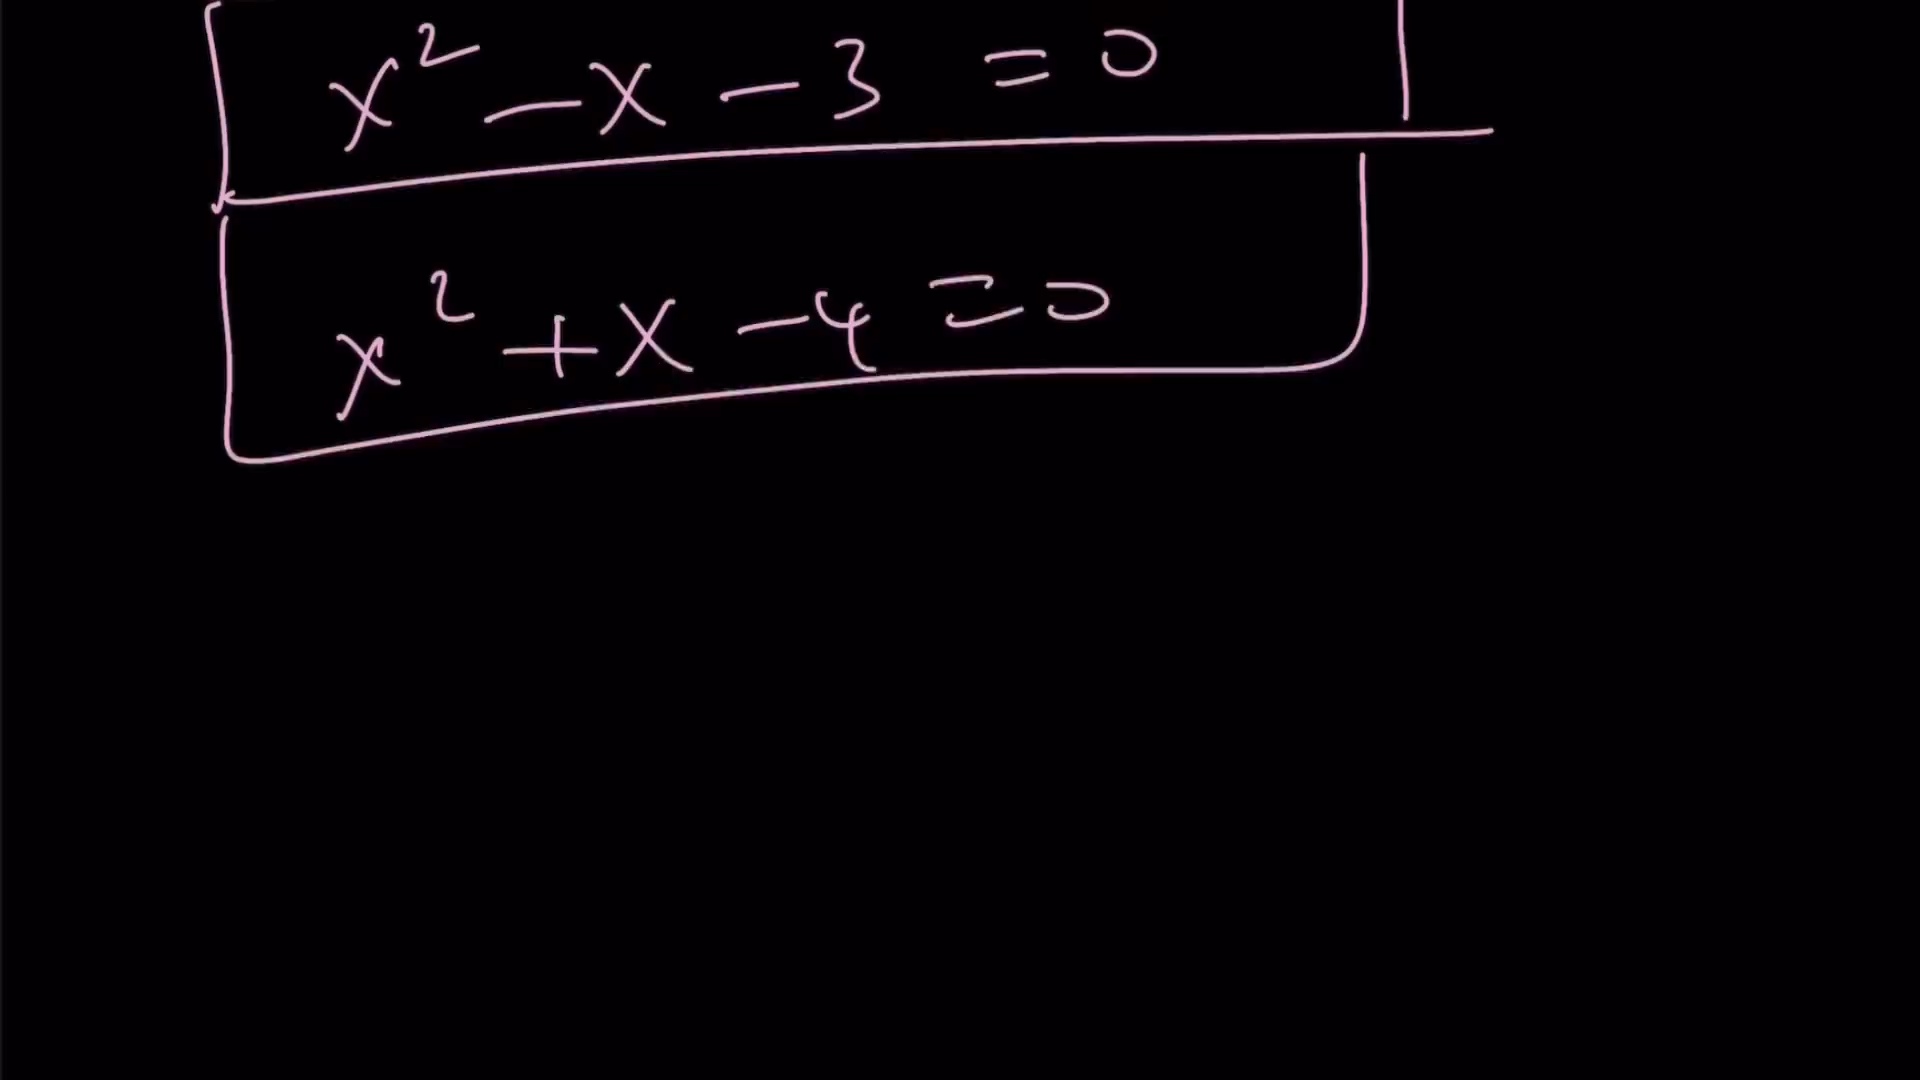 x² - x - 3 = 0
x² + x - 4 = 0